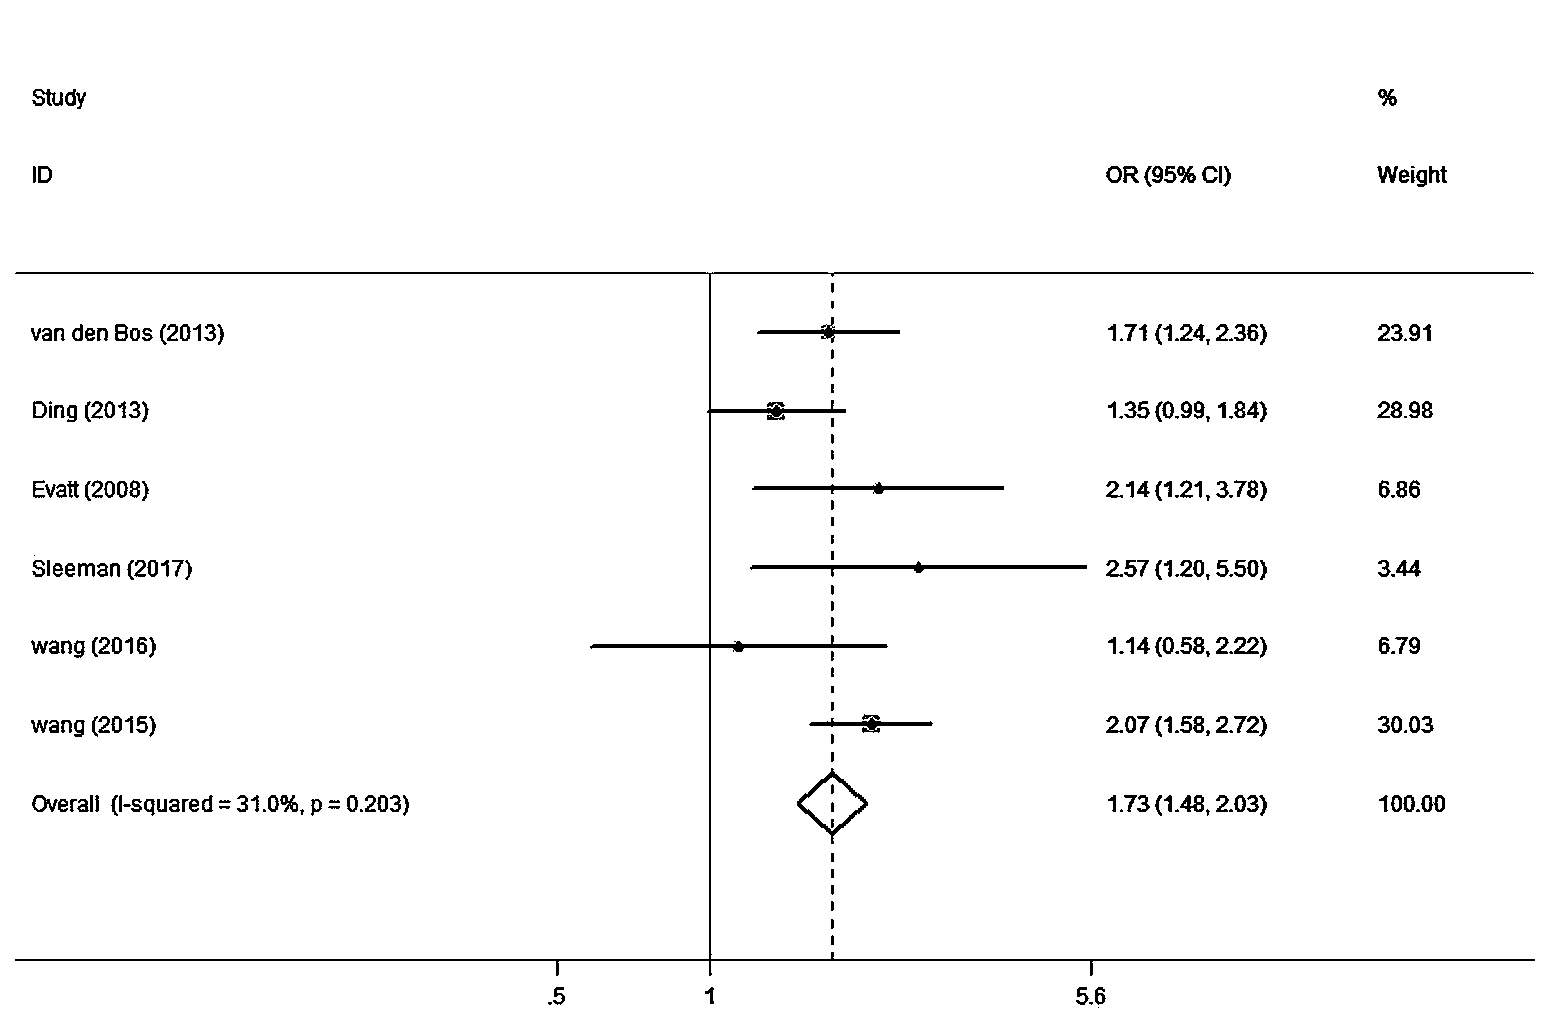 Study %
ID OR (95% CI) Weight
van den Bos (2013) 1.71 (1.24, 2.36) 23.91
Ding (2013) 1.35 (0.99, 1.84) 28.98
Evatt (2008) 2.14 (1.21, 3.78) 6.86
Sleeman (2017) 2.57 (1.20, 5.50) 3.44
wang (2016) 1.14 (0.58, 2.22) 6.79
wang (2015) 2.07 (1.58, 2.72) 30.03
Overall (I-squared = 31.0%, p = 0.203) 1.73 (1.48, 2.03) 100.00
.5 1 5.6